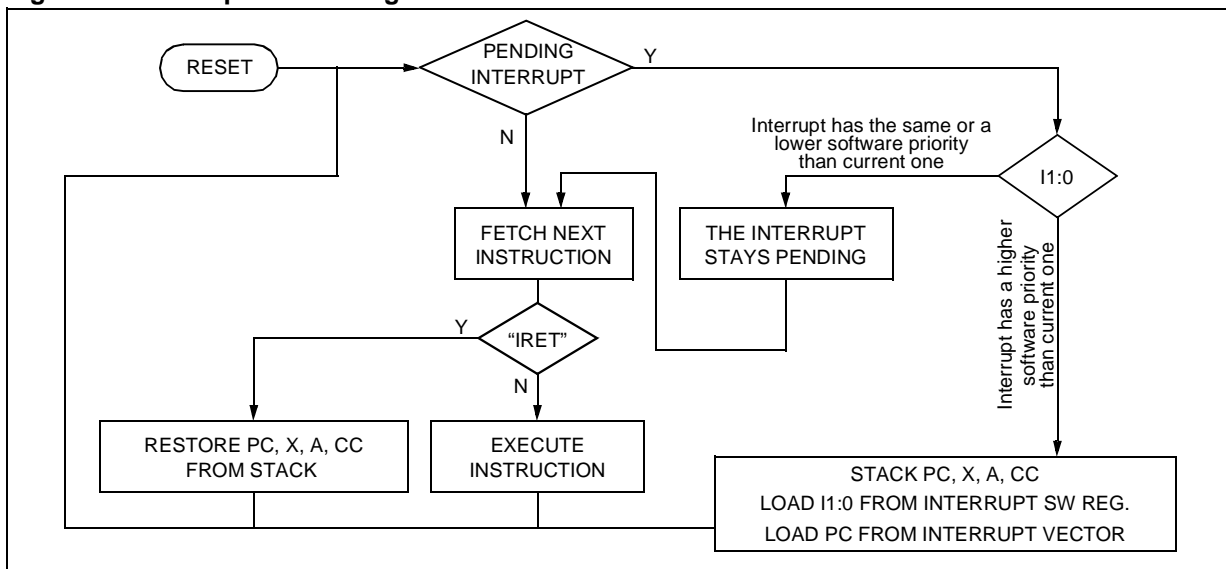 RESET
PENDING
INTERRUPT
Y
N
Interrupt has the same or a
lower software priority
than current one
I1:0
FETCH NEXT
INSTRUCTION
THE INTERRUPT
STAYS PENDING
Interrupt has a higher
software priority
than current one
Y
“IRET”
N
RESTORE PC, X, A, CC
FROM STACK
EXECUTE
INSTRUCTION
STACK PC, X, A, CC
LOAD I1:0 FROM INTERRUPT SW REG.
LOAD PC FROM INTERRUPT VECTOR